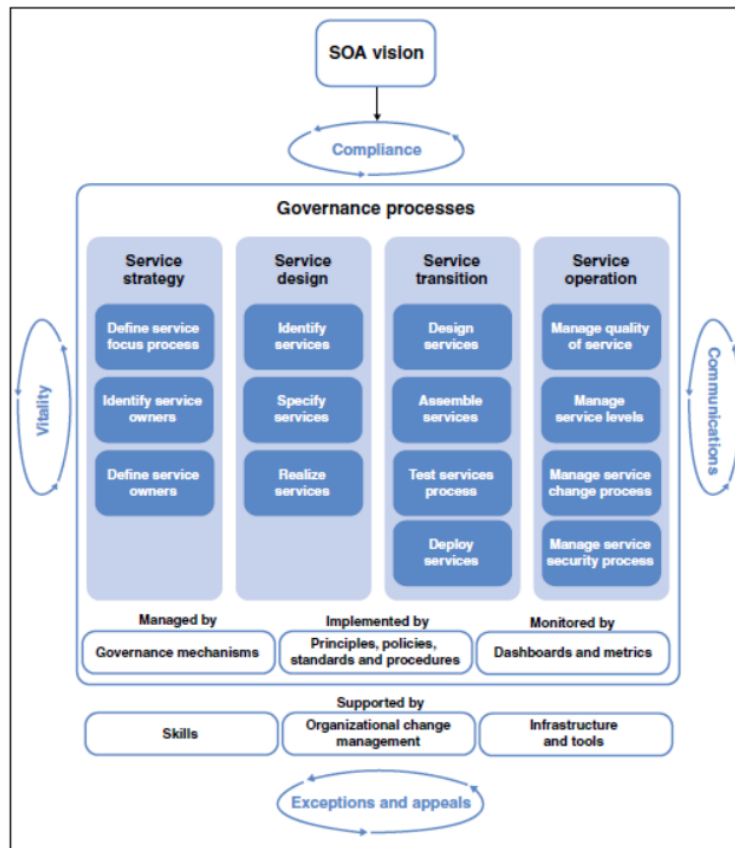 SOA vision
Compliance
Governance processes
Service
strategy
Define service
focus process
Identify service
owners
Define service
owners
Service
design
Identify
services
Specify
services
Realize
services
Service
transition
Design
services
Assemble
services
Test services
process
Deploy
services
Service
operation
Manage quality
of service
Manage
service levels
Manage service
change process
Manage service
security process
Vitality
Communications
Managed by
Governance mechanisms
Implemented by
Principles, policies,
standards and procedures
Monitored by
Dashboards and metrics
Supported by
Skills
Organizational change
management
Infrastructure
and tools
Exceptions and appeals